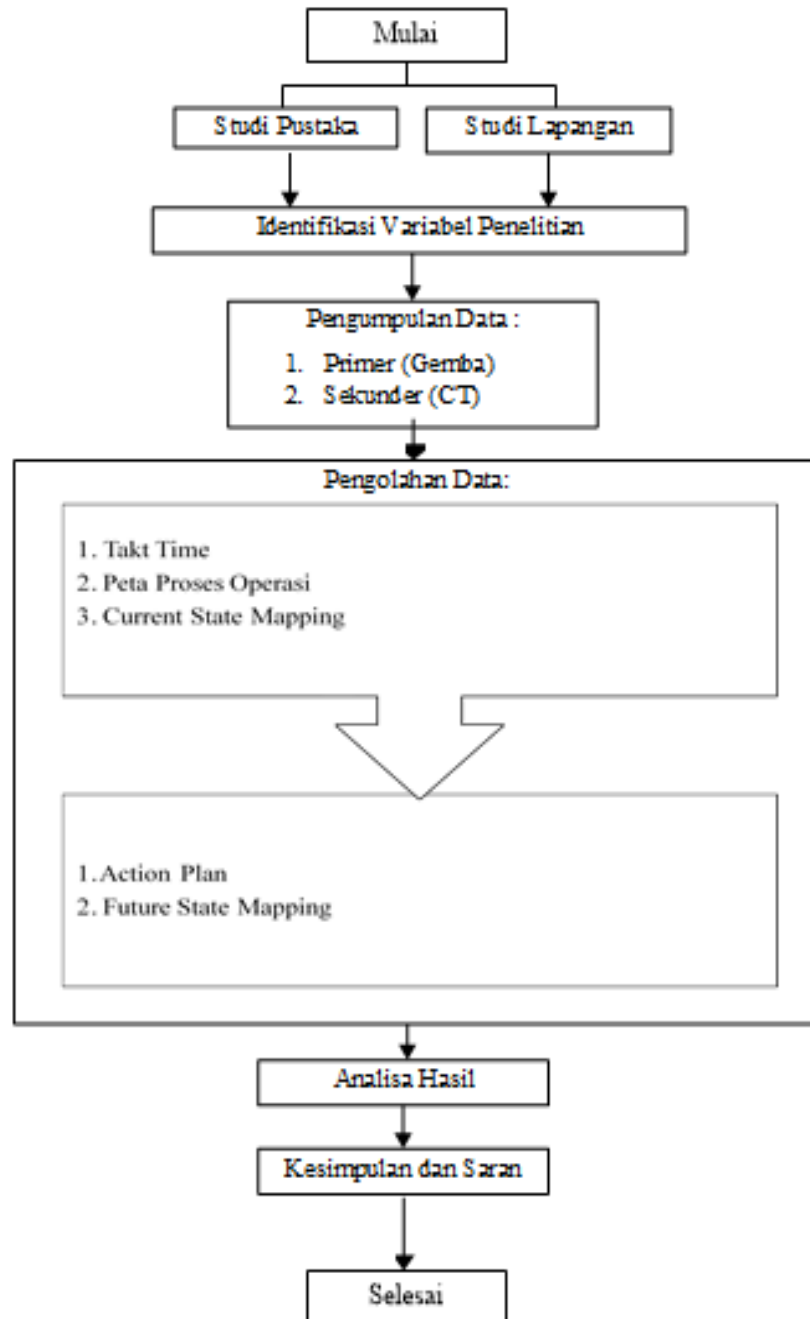 Mulai
Studi Pustaka
Studi Lapangan
Identifikasi Variabel Penelitian
Pengumpulan Data :
1. Primer (Gemba)
2. Sekunder (CT)
Pengolahan Data:
1. Takt Time
2. Peta Proses Operasi
3. Current State Mapping
1. Action Plan
2. Future State Mapping
Analisa Hasil
Kesimpulan dan Saran
Selesai